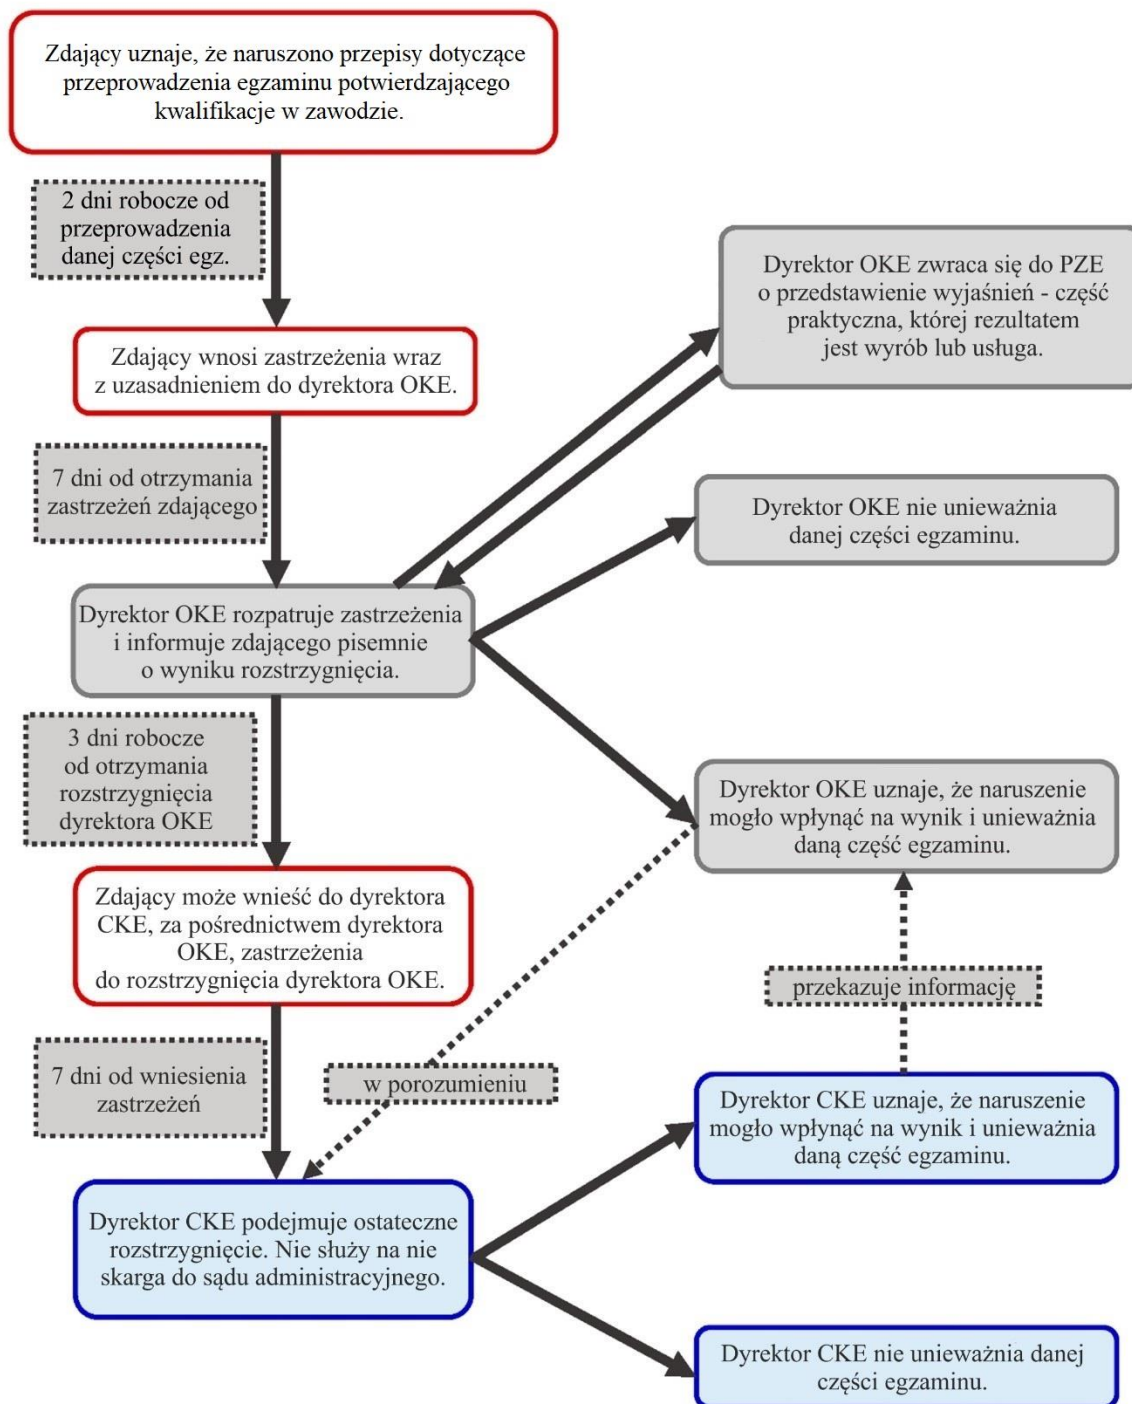 Zdający uznaje, że naruszono przepisy dotyczące
przeprowadzenia egzaminu potwierdzającego
kwalifikacje w zawodzie.
2 dni robocze od
przeprowadzenia
danej części egz.
Zdający wnosi zastrzeżenia wraz
z uzasadnieniem do dyrektora OKE.
7 dni od otrzymania
zastrzeżeń zdającego
Dyrektor OKE zwraca się do PZE
o przedstawienie wyjaśnień - część
praktyczna, której rezultatem
jest wyrób lub usługa.
Dyrektor OKE nie unieważnia
danej części egzaminu.
Dyrektor OKE rozpatruje zastrzeżenia
i informuje zdającego pisemnie
o wyniku rozstrzygnięcia.
3 dni robocze
od otrzymania
rozstrzygnięcia
dyrektora OKE
Dyrektor OKE uznaje, że naruszenie
mogło wpłynąć na wynik i unieważnia
daną część egzaminu.
Zdający może wnieść do dyrektora
CKE, za pośrednictwem dyrektora
OKE, zastrzeżenia
do rozstrzygnięcia dyrektora OKE.
przekazuje informację
7 dni od wniesienia
zastrzeżeń
w porozumieniu
Dyrektor CKE uznaje, że naruszenie
mogło wpłynąć na wynik i unieważnia
daną część egzaminu.
Dyrektor CKE podejmuje ostateczne
rozstrzygnięcie. Nie służy na nie
skarga do sądu administracyjnego.
Dyrektor CKE nie unieważnia danej
części egzaminu.